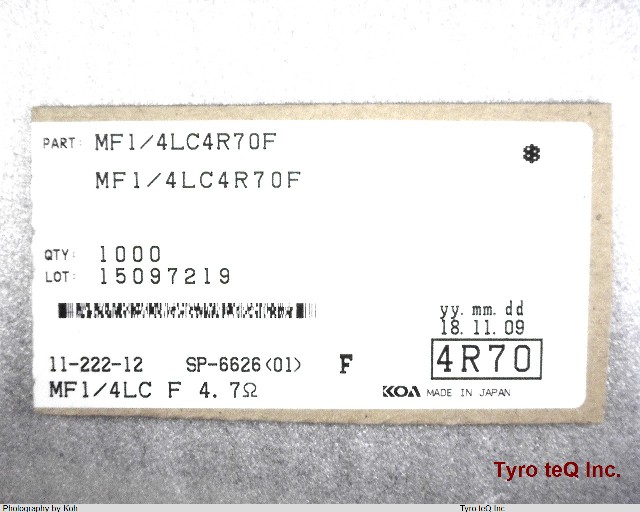 PART: MF1/4LC4R70F
MF1/4LC4R70F
*
QTY: 1000
LOT: 15097219
yy. mm. dd
18. 11. 09
11-222-12 SP-6626(01) F 4R70
MF1/4LC F 4. 7Ω
KOA MADE IN JAPAN
Tyro teQ Inc.
Photography by Koh Tyro teQ Inc.